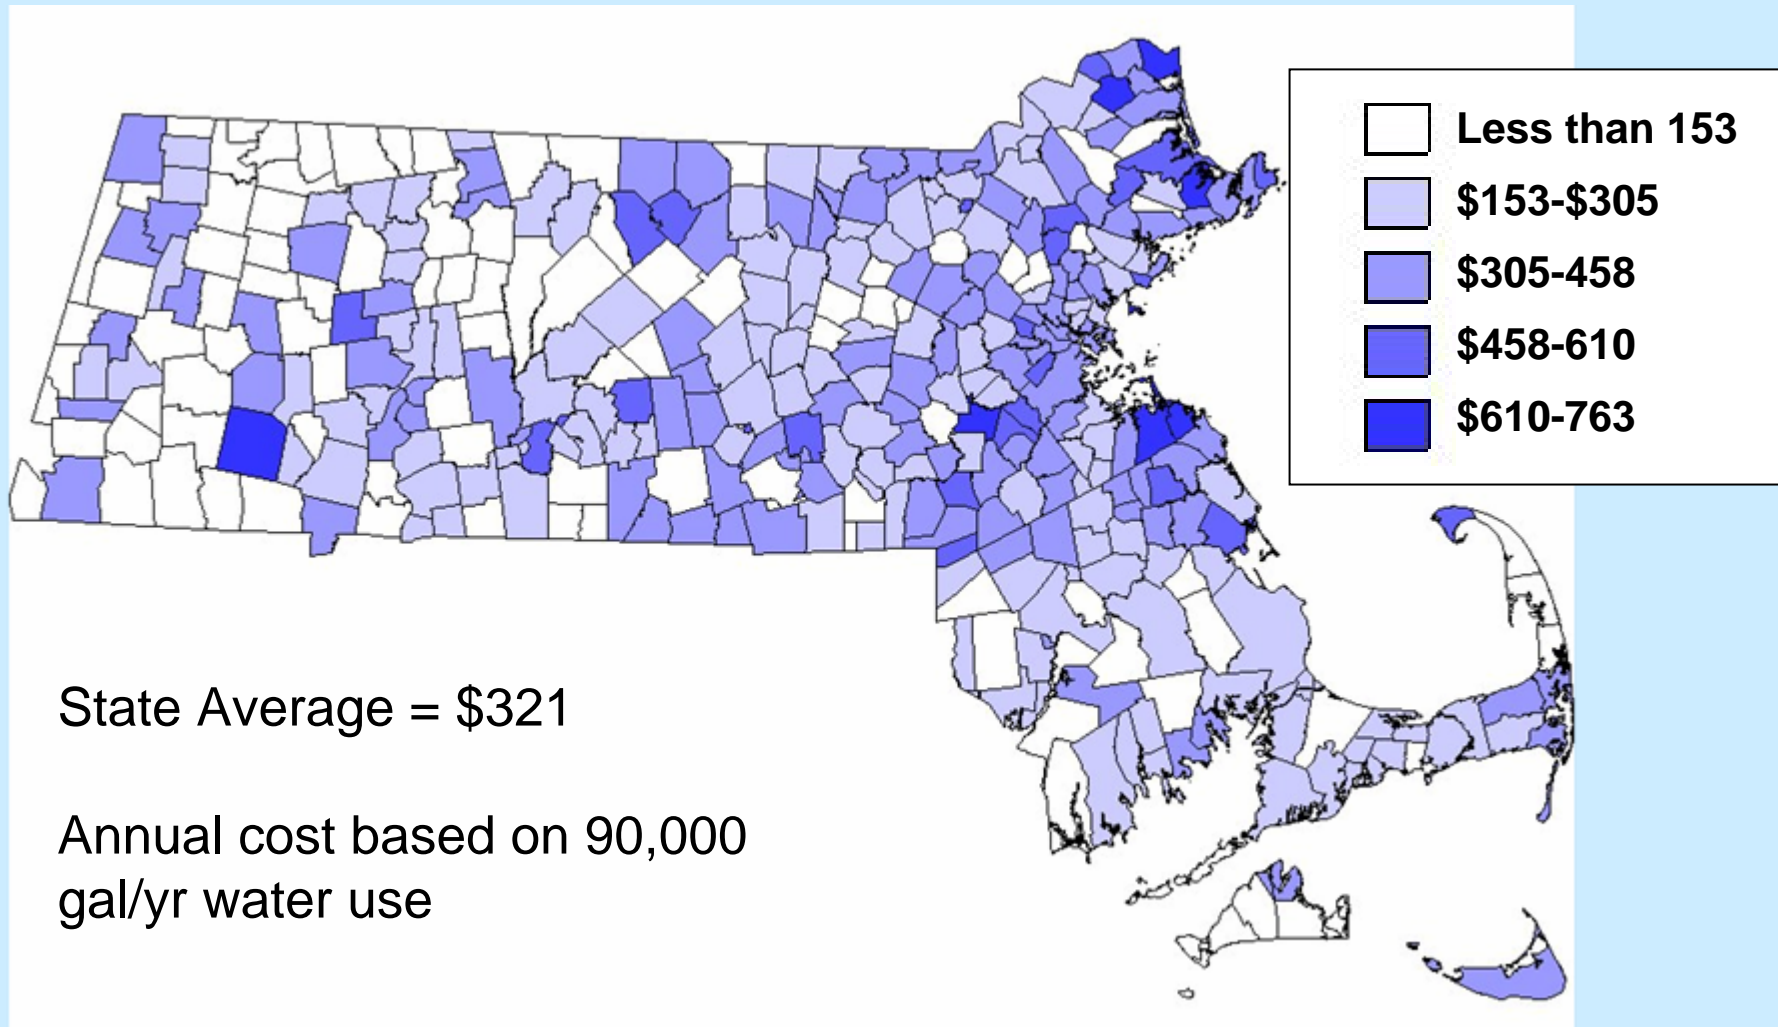 Less than 153
$153-$305
$305-458
$458-610
$610-763
State Average = $321
Annual cost based on 90,000
gal/yr water use